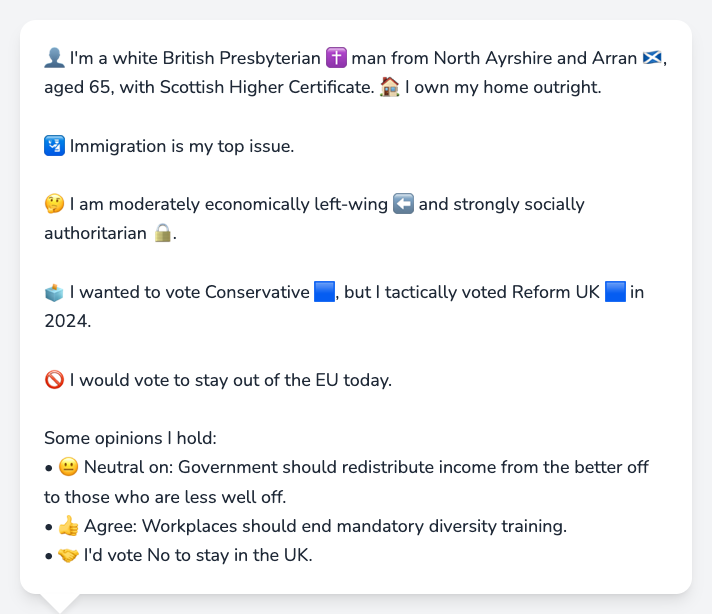 👤 I'm a white British Presbyterian ✝️ man from North Ayrshire and Arran 🏴󠁧󠁢󠁳󠁣󠁴󠁿,
aged 65, with Scottish Higher Certificate. 🏠 I own my home outright.
🛂 Immigration is my top issue.
🤔 I am moderately economically left-wing ⬅️ and strongly socially
authoritarian 🔒.
🗳️ I wanted to vote Conservative 🟦, but I tactically voted Reform UK 🟦 in
2024.
🚫 I would vote to stay out of the EU today.
Some opinions I hold:
• 😐 Neutral on: Government should redistribute income from the better off
to those who are less well off.
• 👍 Agree: Workplaces should end mandatory diversity training.
• 🤝 I'd vote No to stay in the UK.